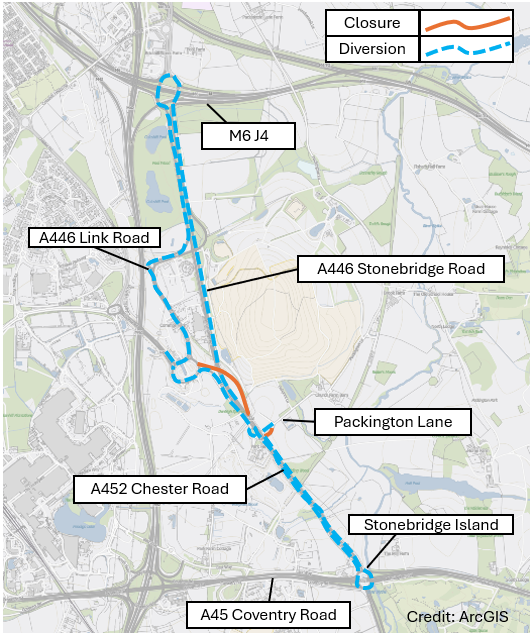 Closure
Diversion
M6 J4
A446 Link Road
A446 Stonebridge Road
Packington Lane
A452 Chester Road
Stonebridge Island
A45 Coventry Road
Credit: ArcGIS